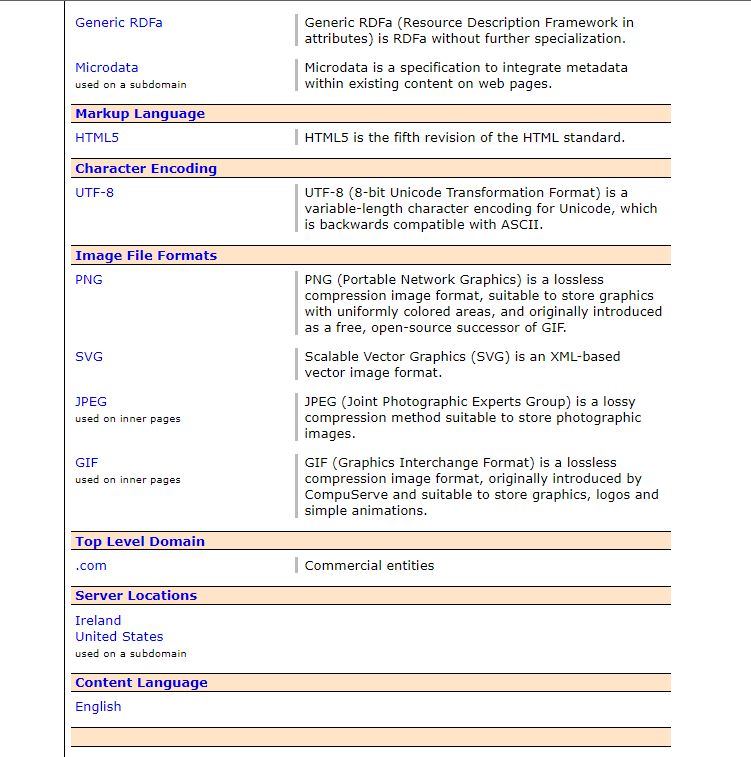 Generic RDFa
Generic RDFa (Resource Description Framework in
attributes) is RDFa without further specialization.
Microdata
used on a subdomain
Microdata is a specification to integrate metadata
within existing content on web pages.
Markup Language
HTML5
HTML5 is the fifth revision of the HTML standard.
Character Encoding
UTF-8
UTF-8 (8-bit Unicode Transformation Format) is a
variable-length character encoding for Unicode, which
is backwards compatible with ASCII.
Image File Formats
PNG
PNG (Portable Network Graphics) is a lossless
compression image format, suitable to store graphics
with uniformly colored areas, and originally introduced
as a free, open-source successor of GIF.
SVG
Scalable Vector Graphics (SVG) is an XML-based
vector image format.
JPEG
used on inner pages
JPEG (Joint Photographic Experts Group) is a lossy
compression method suitable to store photographic
images.
GIF
used on inner pages
GIF (Graphics Interchange Format) is a lossless
compression image format, originally introduced by
CompuServe and suitable to store graphics, logos and
simple animations.
Top Level Domain
.com
Commercial entities
Server Locations
Ireland
United States
used on a subdomain
Content Language
English